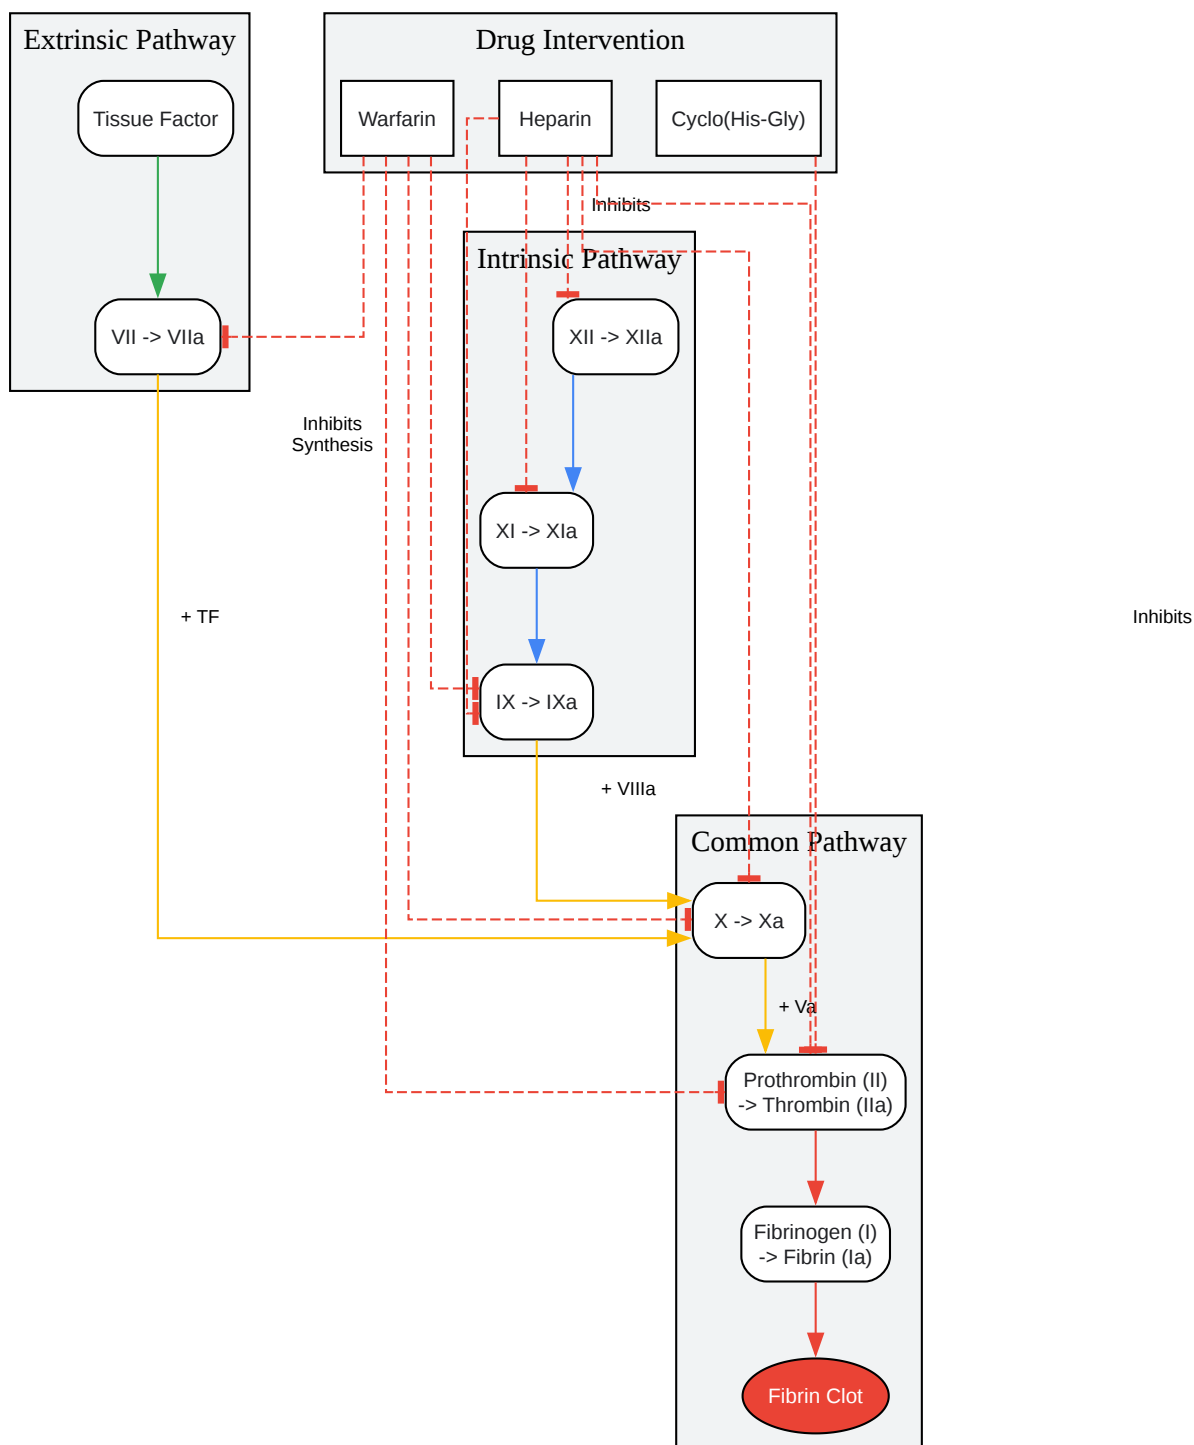 Extrinsic Pathway
Drug Intervention
Tissue Factor
Warfarin
Heparin
Cyclo(His-Gly)
Inhibits
Intrinsic Pathway
VII -> VIIa
XII -> XIIa
Inhibits
Synthesis
XI -> XIa
+ TF
Inhibits
IX -> IXa
+ VIIIa
Common Pathway
X -> Xa
+ Va
Prothrombin (II)
-> Thrombin (IIa)
Fibrinogen (I)
-> Fibrin (Ia)
Fibrin Clot